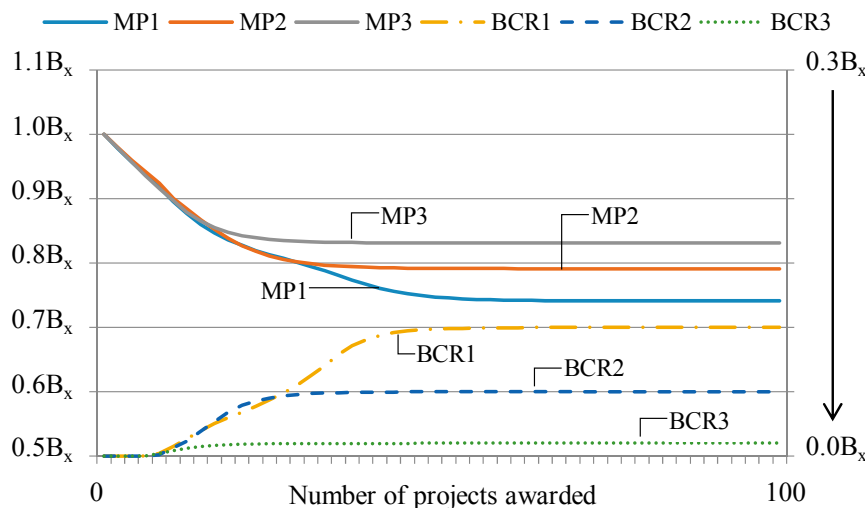 MP1 MP2 MP3 BCR1 BCR2 BCR3
1.1Bx 0.3Bx
1.0Bx
0.9Bx
MP3 MP2
0.8Bx
MP1
0.7Bx
BCR1
BCR2
0.6Bx
BCR3
0.5Bx 0.0Bx
0 Number of projects awarded 100